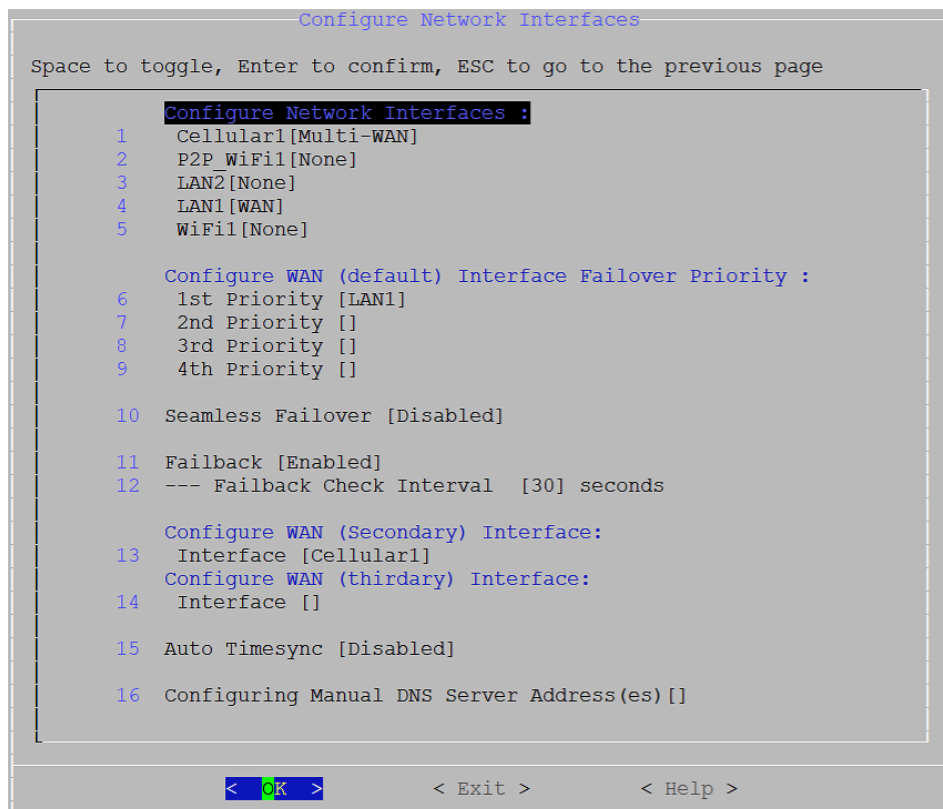 Configure Network Interfaces
Space to toggle, Enter to confirm, ESC to go to the previous page
Configure Network Interfaces :
1 Cellular1[Multi-WAN]
2 P2P_WiFi1[None]
3 LAN2[None]
4 LAN1[WAN]
5 WiFi1[None]
Configure WAN (default) Interface Failover Priority :
6 1st Priority [LAN1]
7 2nd Priority []
8 3rd Priority []
9 4th Priority []
10 Seamless Failover [Disabled]
11 Failback [Enabled]
12 --- Failback Check Interval [30] seconds
Configure WAN (Secondary) Interface:
13 Interface [Cellular1]
Configure WAN (thirdary) Interface:
14 Interface []
15 Auto Timesync [Disabled]
16 Configuring Manual DNS Server Address(es)[]
< OK > < Exit > < Help >